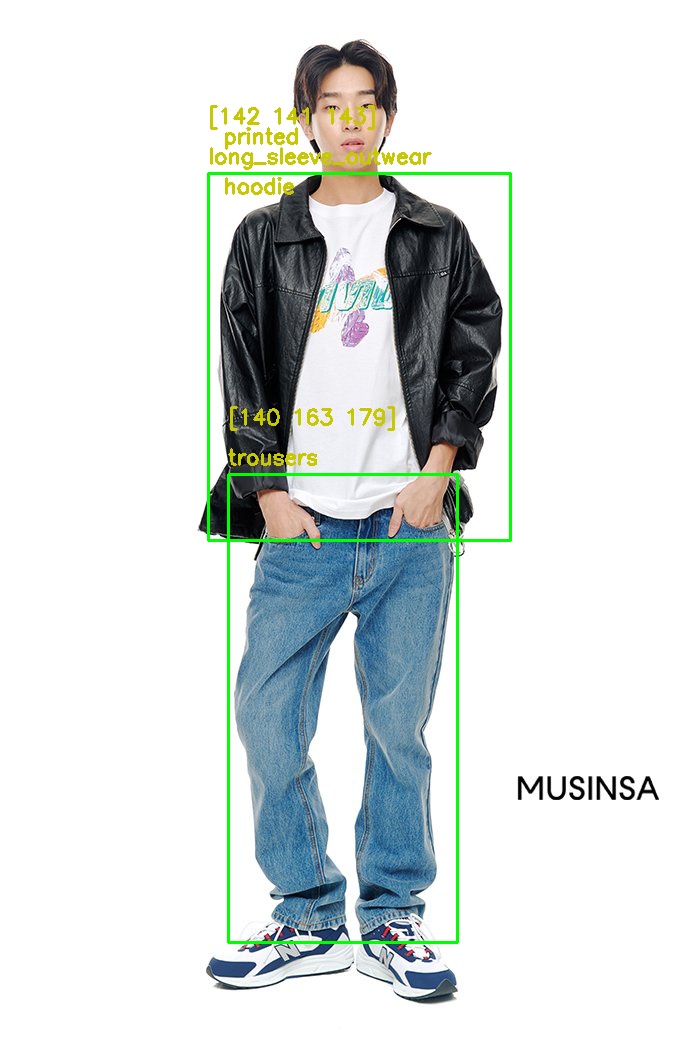 [142 141 143]
printed
long_sleeve_outwear
hoodie
[140 163 179]
trousers
MUSINSA
N
N